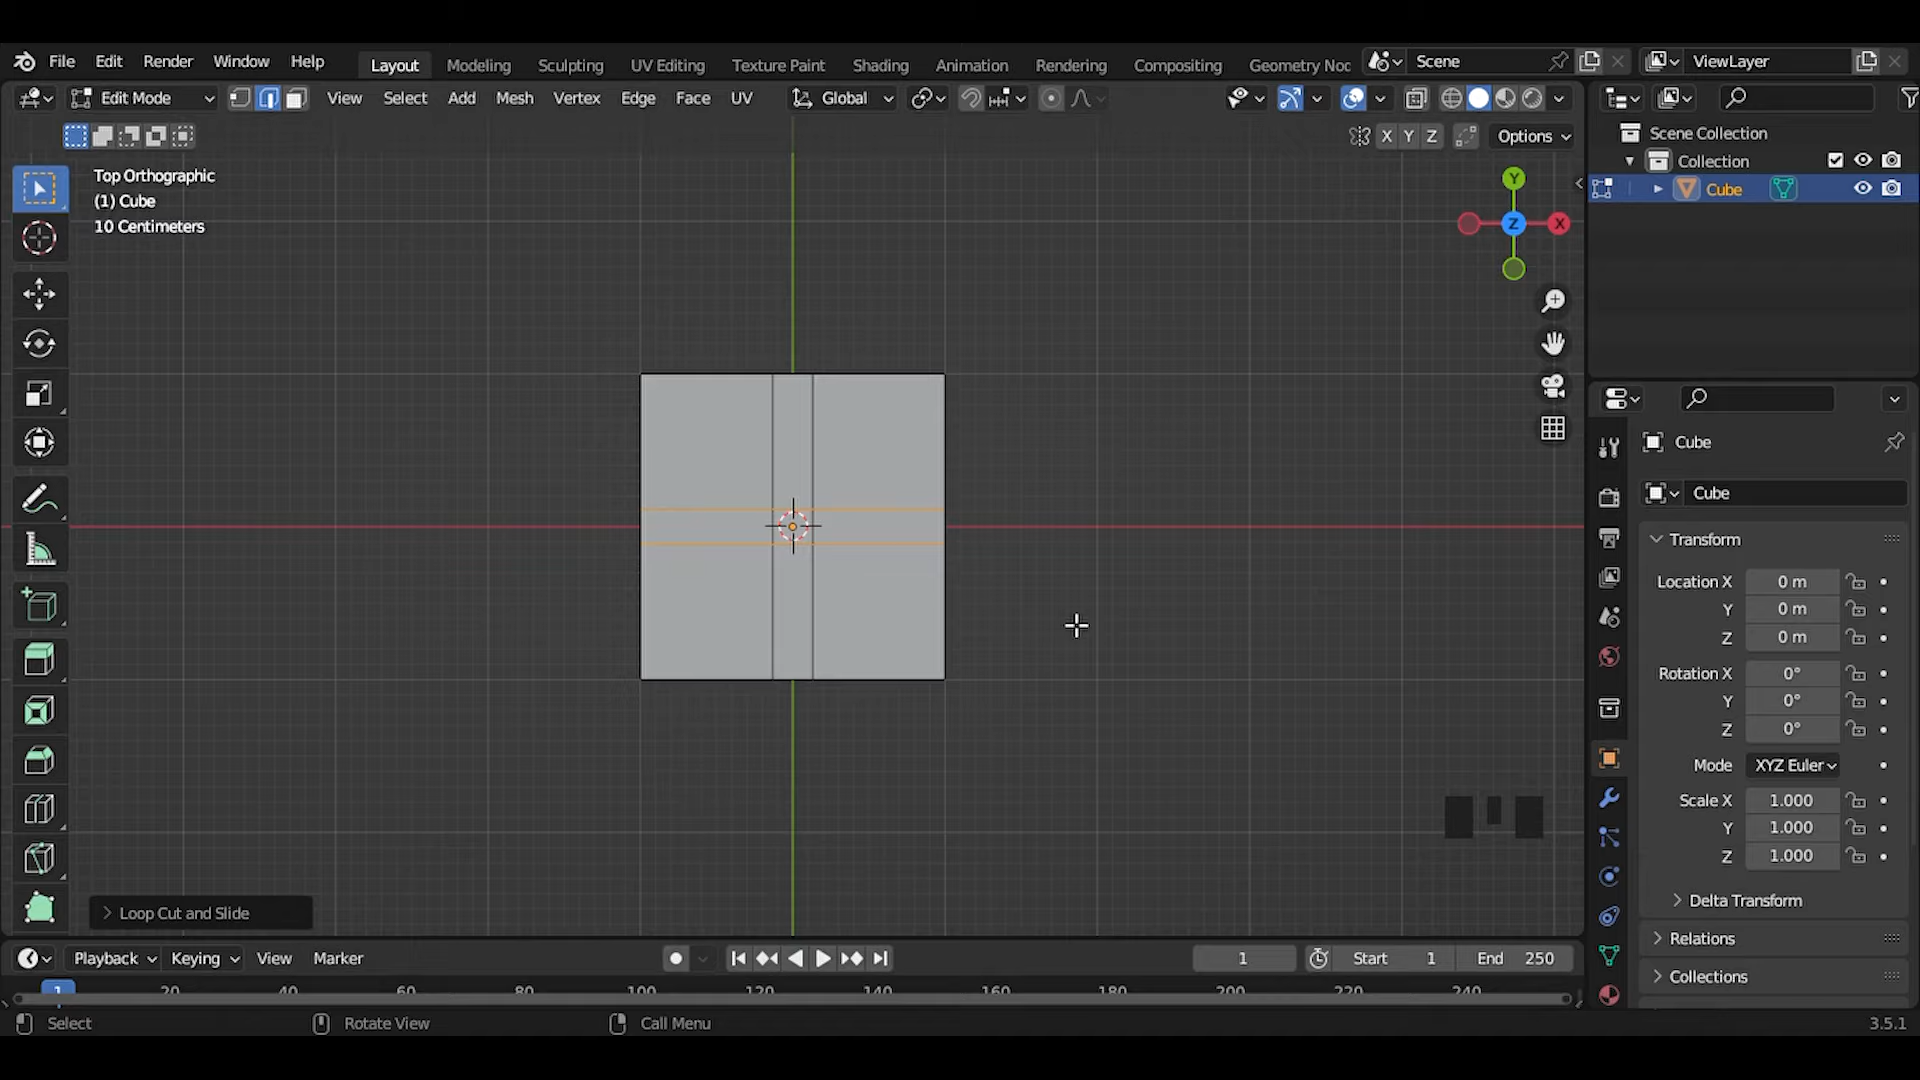 File Edit Render Window Help Layout Modeling Sculpting UV Editing Texture Paint Shading Animation Rendering Compositing Geometry Noc Scene ViewLayer
Edit Mode View Select Add Mesh Vertex Edge Face UV Global
X Y Z Options
Scene Collection
Collection
Cube
Top Orthographic
(1) Cube
10 Centimeters
Y
Z X
Cube
Cube
Transform
Location X 0 m
Y 0 m
Z 0 m
Rotation X 0°
Y 0°
Z 0°
Mode XYZ Euler
Scale X 1.000
Y 1.000
Z 1.000
Delta Transform
Relations
Collections
Loop Cut and Slide
Playback Keying View Marker 1 Start 1 End 250
1 20 40 60 80 100 120 140 160 180 200 220 240
Select Rotate View Call Menu 3.5.1